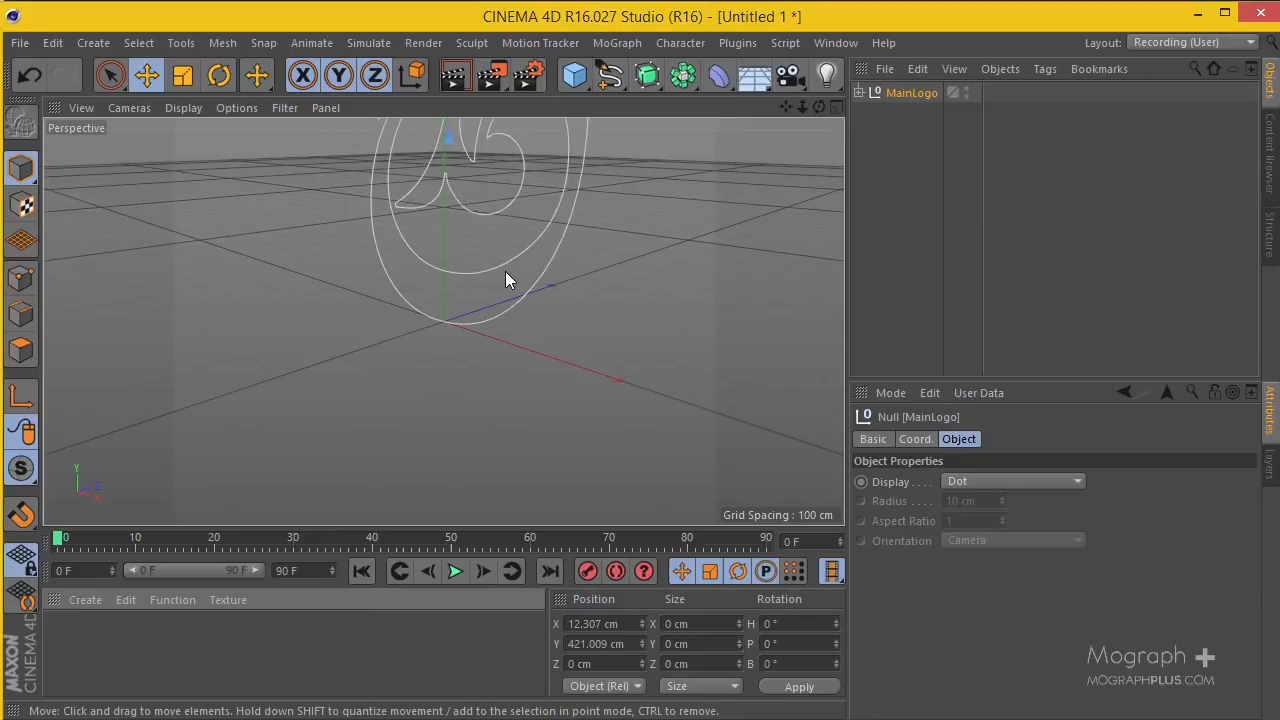 CINEMA 4D R16.027 Studio (R16) - [Untitled 1 *]
File Edit Create Select Tools Mesh Snap Animate Simulate Render Sculpt Motion Tracker MoGraph Character Plugins Script Window Help Layout: Recording (User)
X Y Z
File Edit View Objects Tags Bookmarks
View Cameras Display Options Filter Panel
Perspective
MainLogo
Objects
Content Browser
Structure
Mode Edit User Data
Null [MainLogo]
Basic Coord. Object
Object Properties
Display . . . . Dot
Radius . . . . 10 cm
Aspect Ratio 1
Orientation Camera
Attributes
Layers
Y
Z
X
Grid Spacing : 100 cm
0 10 20 30 40 50 60 70 80 90 0 F
0 F 0 F 90 F 90 F
Create Edit Function Texture
Position Size Rotation
X 12.307 cm X 0 cm H 0 °
Y 421.009 cm Y 0 cm P 0 °
Z 0 cm Z 0 cm B 0 °
Object (Rel) Size Apply
MAXON
CINEMA 4D
Mograph +
MOGRAPHPLUS.COM
Move: Click and drag to move elements. Hold down SHIFT to quantize movement / add to the selection in point mode, CTRL to remove.